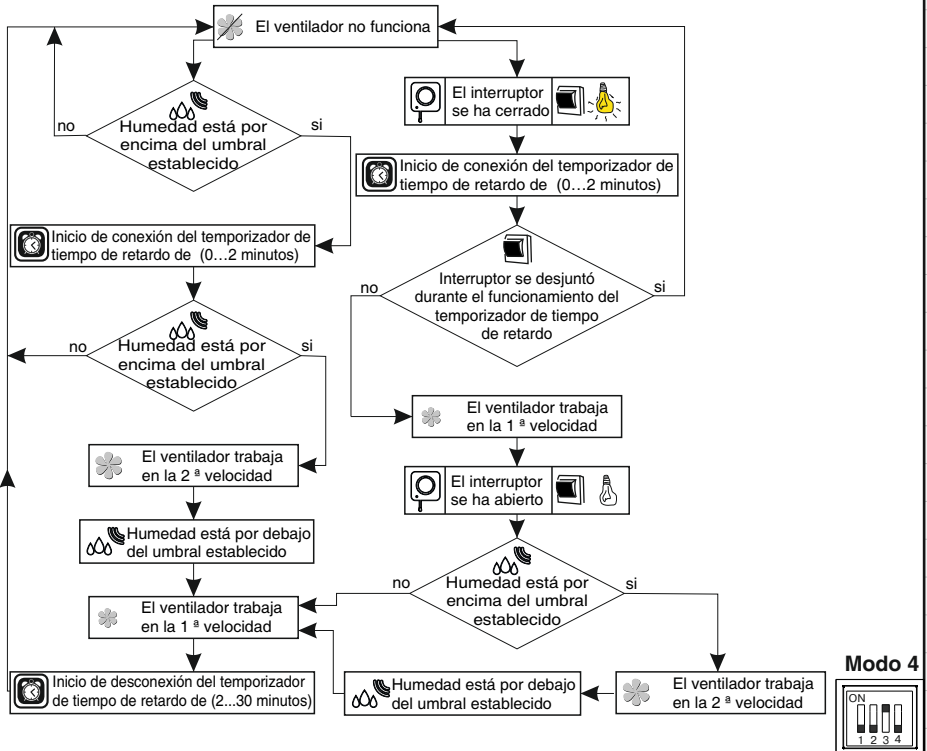 El ventilador no funciona
El interruptor
se ha cerrado
Humedad está por
encima del umbral
establecido
no
si
Inicio de conexión del temporizador de
tiempo de retardo de (0...2 minutos)
Inicio de conexión del temporizador de
tiempo de retardo de (0...2 minutos)
Interruptor se desjuntó
durante el funcionamiento del
temporizador de tiempo
de retardo
no
si
Humedad está por
encima del umbral
establecido
no
si
El ventilador trabaja
en la 1 ª velocidad
El ventilador trabaja
en la 2 ª velocidad
El interruptor
se ha abierto
Humedad está por debajo
del umbral establecido
Humedad está por
encima del umbral
establecido
no
si
El ventilador trabaja
en la 1 ª velocidad
Inicio de desconexión del temporizador
de tiempo de retardo de (2...30 minutos)
Humedad está por debajo
del umbral establecido
El ventilador trabaja
en la 2 ª velocidad
Modo 4
ON
1 2 3 4